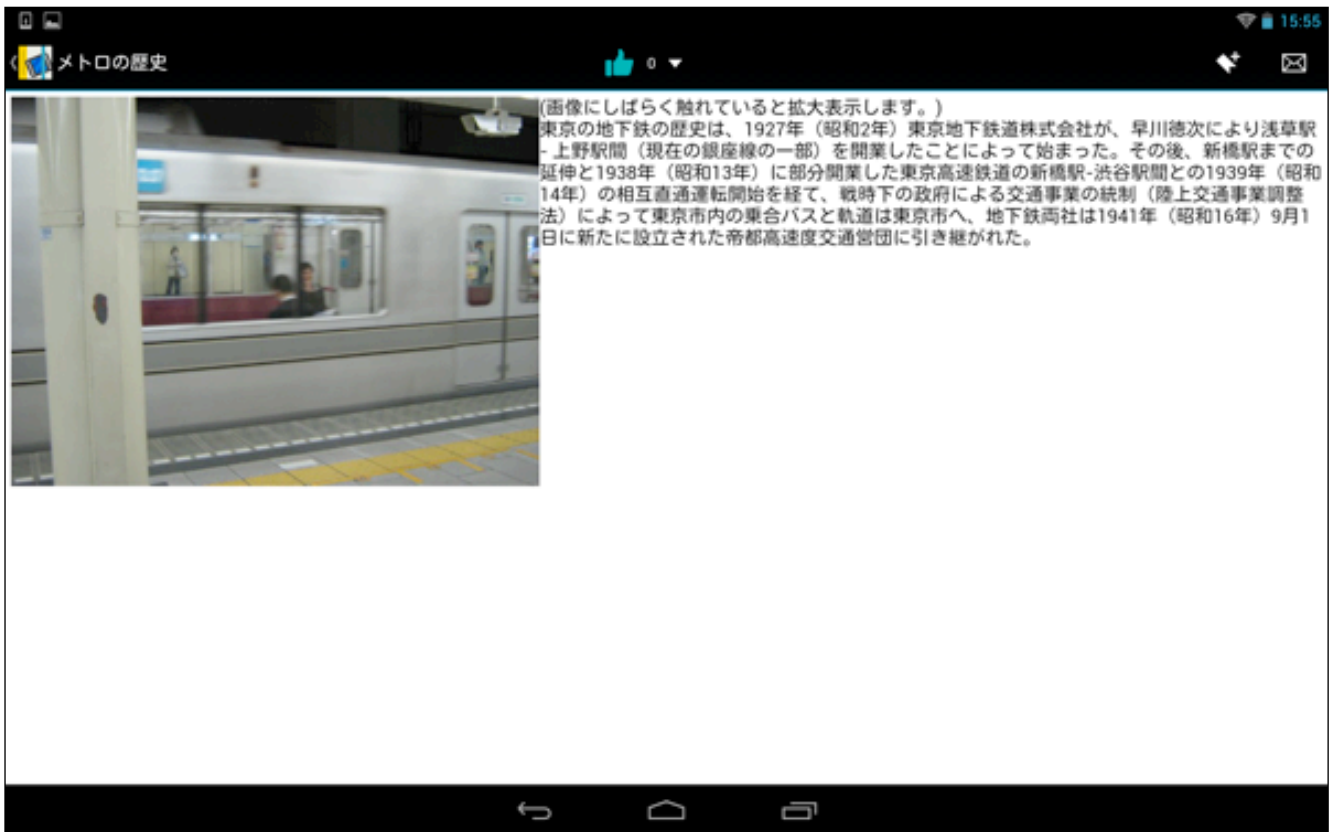 15:55
メトロの歴史
0
(画像にしばらく触れていると拡大表示します。)
東京の地下鉄の歴史は、1927年（昭和2年）東京地下鉄道株式会社が、早川徳次により浅草駅
- 上野駅間（現在の銀座線の一部）を開業したことによって始まった。その後、新橋駅までの
延伸と1938年（昭和13年）に部分開業した東京高速鉄道の新橋駅-渋谷駅間との1939年（昭和
14年）の相互直通運転開始を経て、戦時下の政府による交通事業の統制（陸上交通事業調整
法）によって東京市内の乗合バスと軌道は東京市へ、地下鉄両社は1941年（昭和16年）9月1
日に新たに設立された帝都高速度交通営団に引き継がれた。